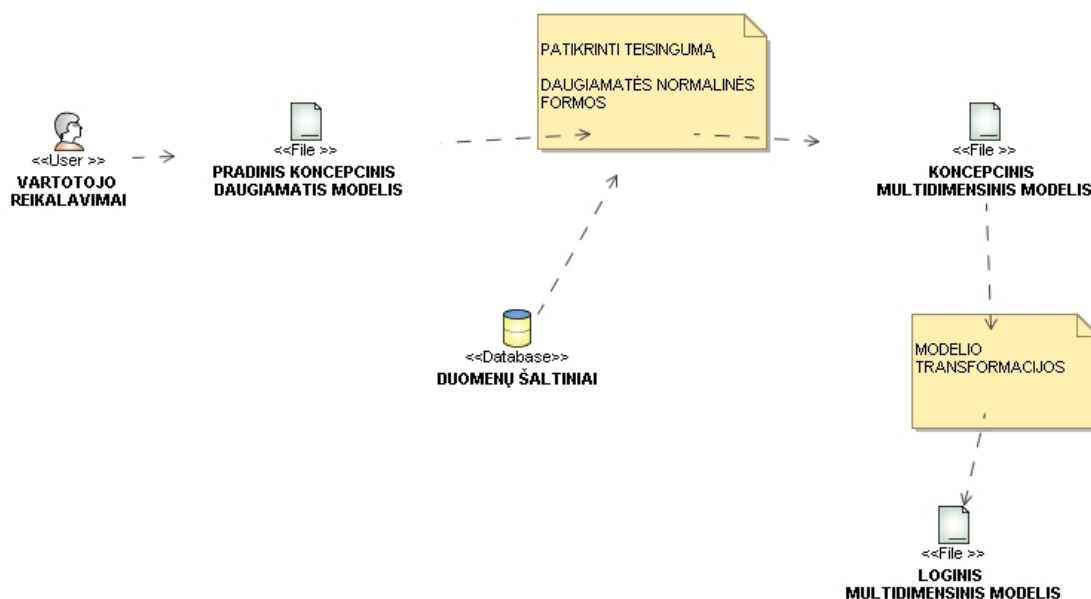 PATIKRINTI TEISINGUMĄ
DAUGIAMATĖS NORMALINĖS
FORMOS
<<User >>
VARTOTOJO
REIKALAVIMAI
<<File >>
PRADINIS KONCEPCINIS
DAUGIAMATIS MODELIS
<<File >>
KONCEPCINIS
MULTIDIMENSINIS MODELIS
<<Database>>
DUOMENŲ ŠALTINIAI
MODELIO
TRANSFORMACIJOS
<<File >>
LOGINIS
MULTIDIMENSINIS MODELIS